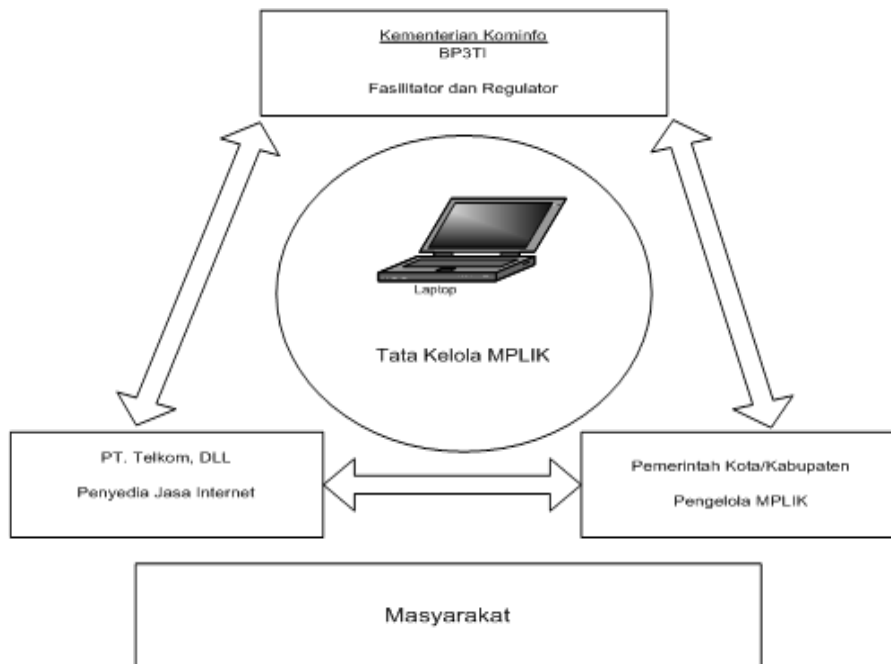 Kementerian Kominfo
BP3TI
Fasilitator dan Regulator
Laptop
Tata Kelola MPLIK
PT. Telkom, DLL
Penyedia Jasa Internet
Pemerintah Kota/Kabupaten
Pengelola MPLIK
Masyarakat